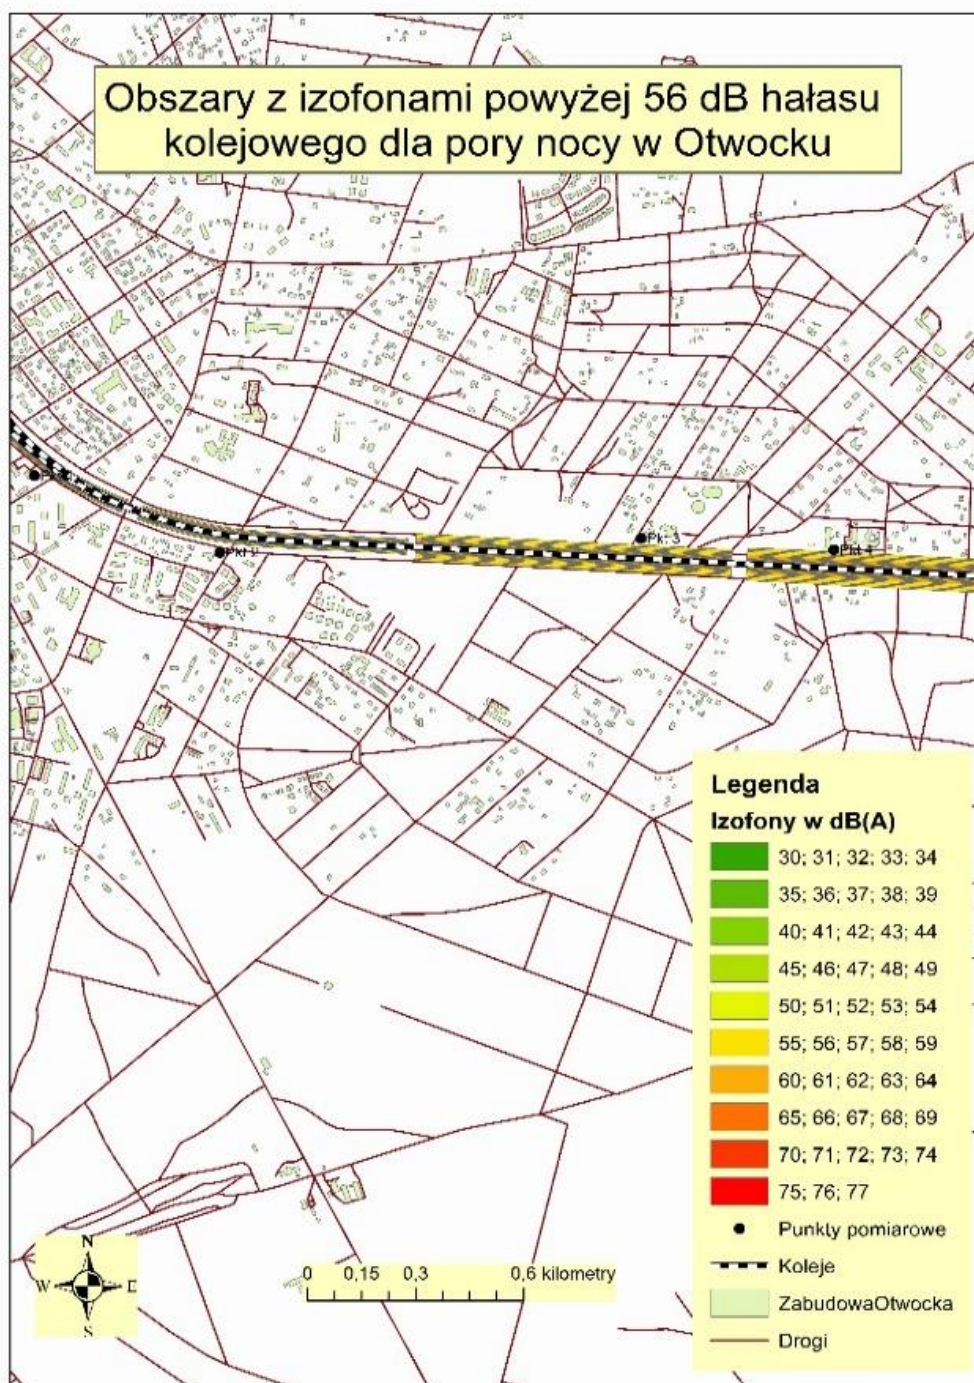 Obszary z izofonami powyżej 56 dB hałasu
kolejowego dla pory nocy w Otwocku
Pkt 2
Pkt 3
Pkt 4
Legenda
Izofony w dB(A)
30; 31; 32; 33; 34
35; 36; 37; 38; 39
40; 41; 42; 43; 44
45; 46; 47; 48; 49
50; 51; 52; 53; 54
55; 56; 57; 58; 59
60; 61; 62; 63; 64
65; 66; 67; 68; 69
70; 71; 72; 73; 74
75; 76; 77
Punkty pomiarowe
Koleje
ZabudowaOtwocka
Drogi
N
W E
S
0 0.15 0.3 0,6 kilometry